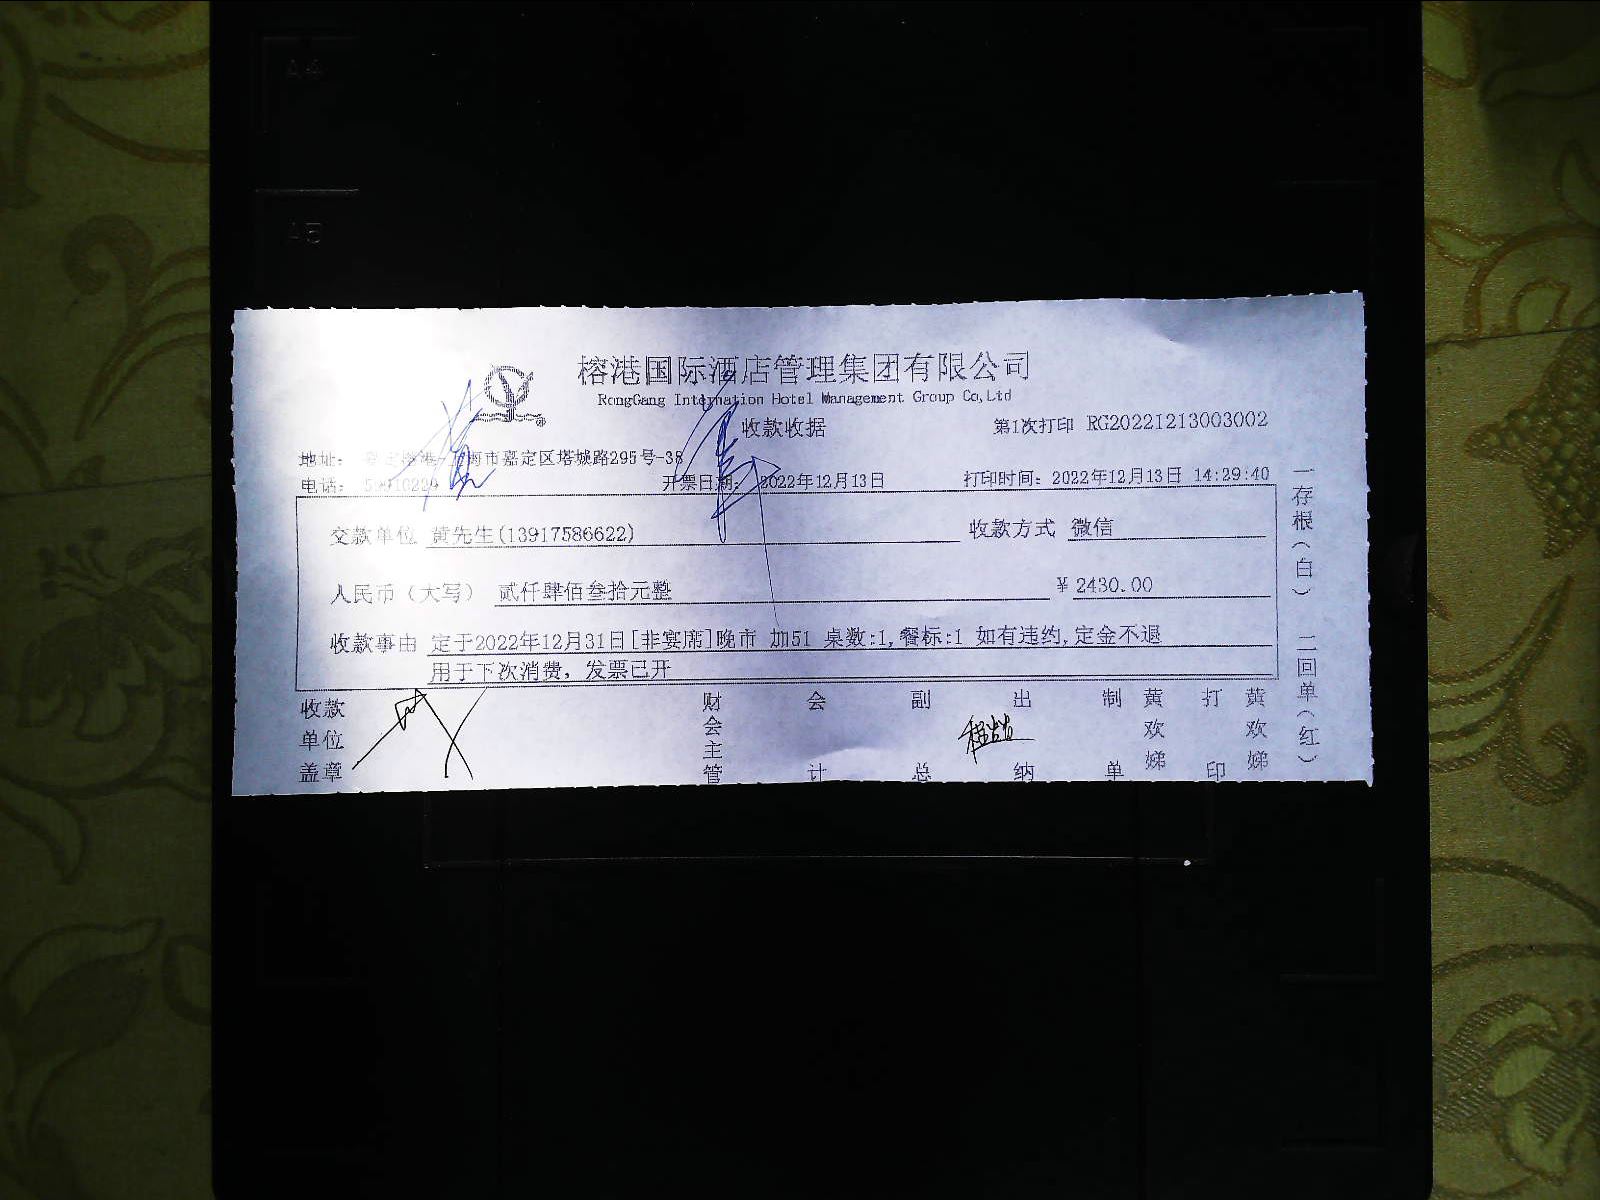 A4
A5
榕港国际酒店管理集团有限公司
RongGang Internation Hotel Management Group Co,Ltd
收款收据
第1次打印 RG20221213003002
地址： 海市嘉定区塔城路295号-38
电话：
开票日期： 2022年12月13日
打印时间：2022年12月13日 14:29:40
交款单位 黄先生(13917586622)
收款方式 微信
人民币（大写） 贰仟肆佰叁拾元整
¥ 2430.00
收款事由 定于2022年12月31日[非宴席]晚市 加51 桌数:1,餐标:1 如有违约,定金不退
用于下次消费，发票已开
收款单位盖章
财会主管
会计
副总
出纳
制单
黄欢娣
打印
黄欢娣
一存根(白) 二回单(红)